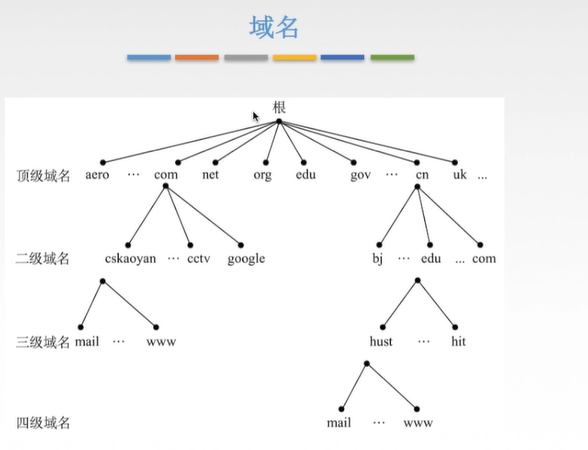 域名
根
顶级域名 aero … com net org edu gov … cn uk ...
二级域名 cskaoyan … cctv google bj … edu ... com
三级域名 mail … www hust … hit
四级域名 mail … www